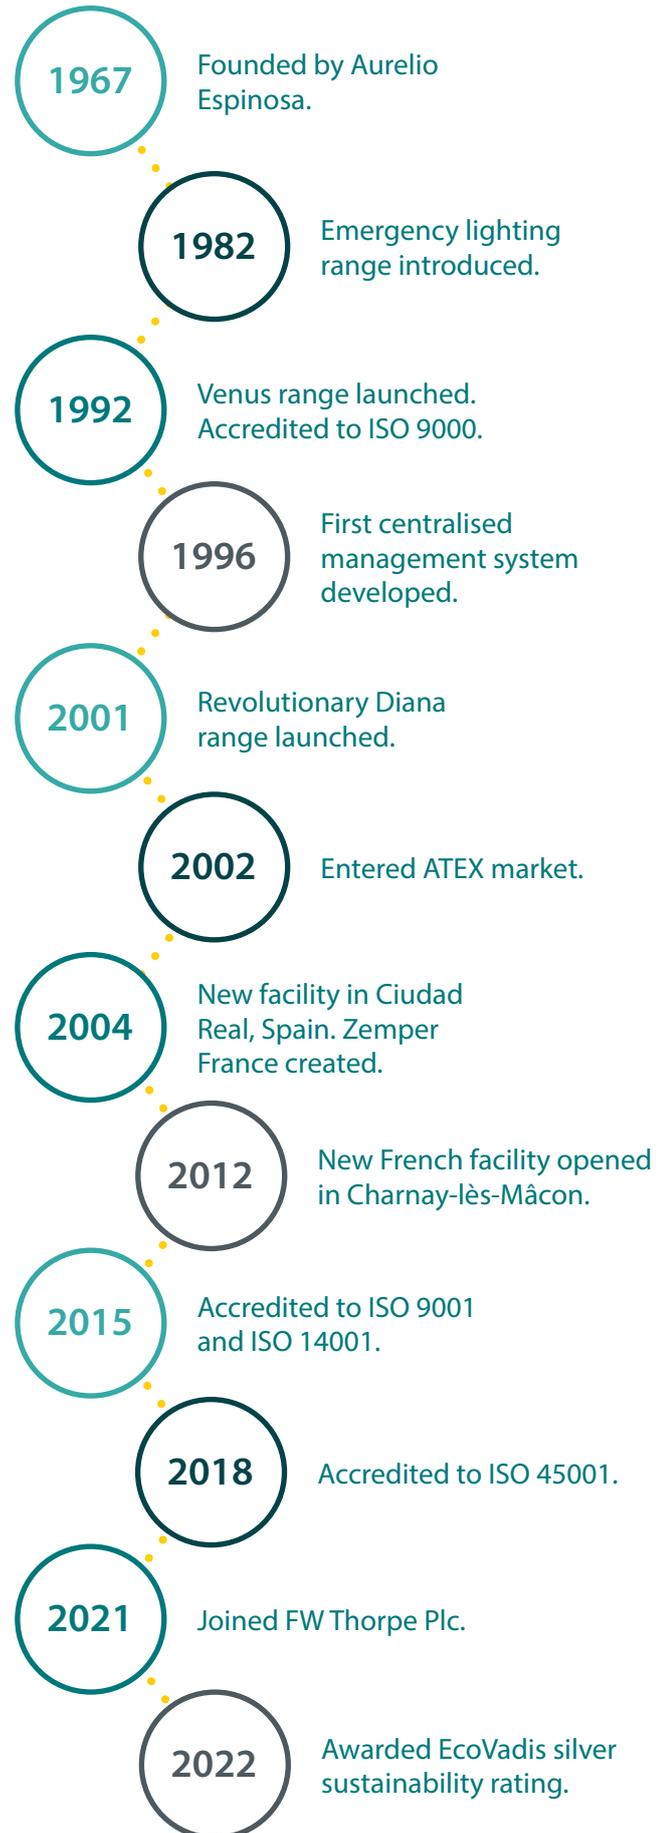 1967
Founded by Aurelio
Espinosa.
1982
Emergency lighting
range introduced.
1992
Venus range launched.
Accredited to ISO 9000.
1996
First centralised
management system
developed.
2001
Revolutionary Diana
range launched.
2002
Entered ATEX market.
2004
New facility in Ciudad
Real, Spain. Zemper
France created.
2012
New French facility opened
in Charnay-lès-Mâcon.
2015
Accredited to ISO 9001
and ISO 14001.
2018
Accredited to ISO 45001.
2021
Joined FW Thorpe Plc.
2022
Awarded EcoVadis silver
sustainability rating.